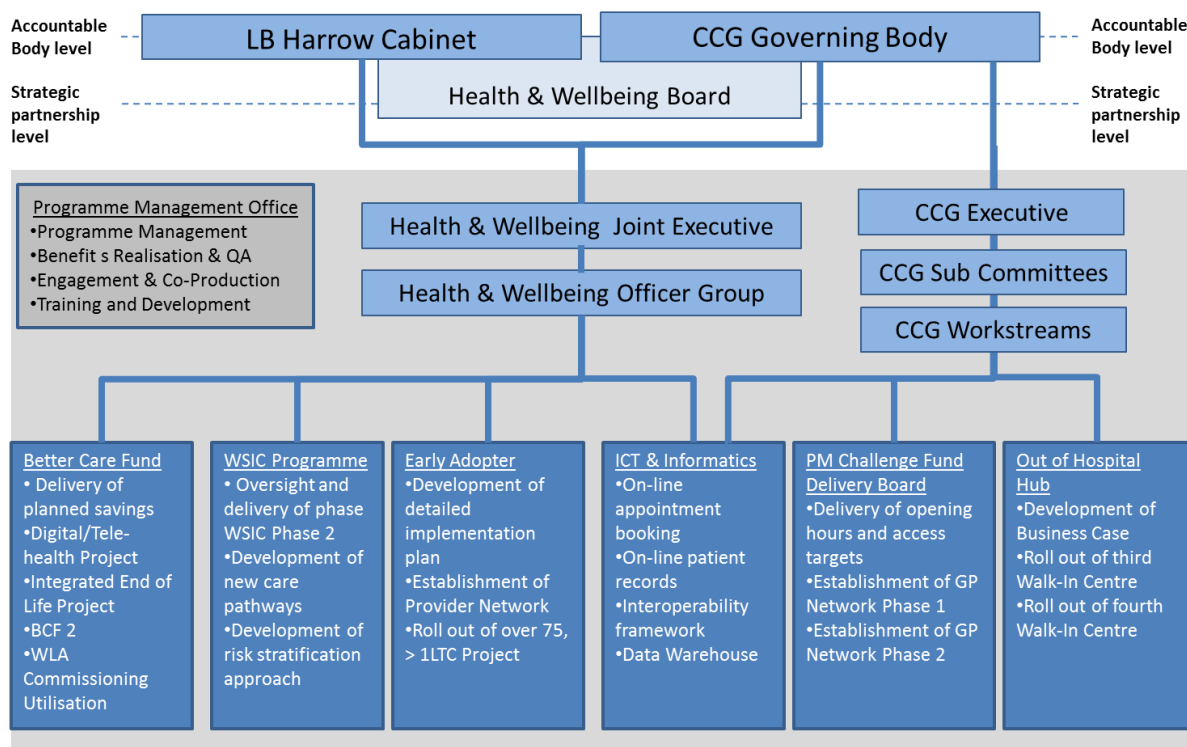 Accountable
Body level
LB Harrow Cabinet
CCG Governing Body
Accountable
Body level
Strategic
partnership
level
Health & Wellbeing Board
Strategic
partnership
level
Programme Management Office
•Programme Management
•Benefit s Realisation & QA
•Engagement & Co-Production
•Training and Development
Health & Wellbeing  Joint Executive
Health & Wellbeing Officer Group
CCG Executive
CCG Sub Committees
CCG Workstreams
Better Care Fund
• Delivery of
planned savings
•Digital/Tele-
health Project
•Integrated End of
Life Project
•BCF 2
•WLA
Commissioning
Utilisation
WSIC Programme
• Oversight and
delivery of phase
WSIC Phase 2
•Development of
new care
pathways
•Development of
risk stratification
approach
Early Adopter
•Development of
detailed
implementation
plan
•Establishment of
Provider Network
•Roll out of over 75,
> 1LTC Project
ICT & Informatics
•On-line
appointment
booking
•On-line patient
records
•Interoperability
framework
•Data Warehouse
PM Challenge Fund
Delivery Board
•Delivery of opening
hours and access
targets
•Establishment of GP
Network Phase 1
•Establishment of GP
Network Phase 2
Out of Hospital
Hub
•Development of
Business Case
•Roll out of third
Walk-In Centre
•Roll out of fourth
Walk-In Centre